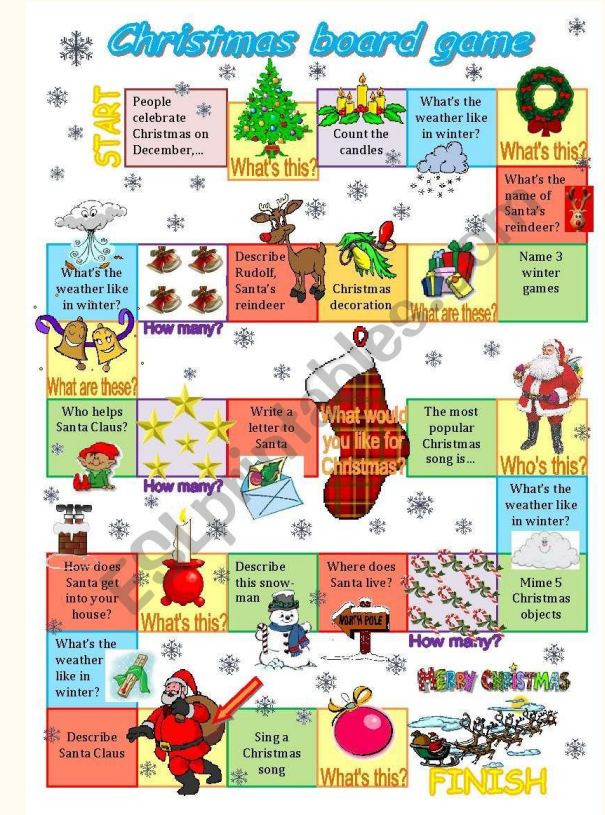 Christmas board game
START
People
celebrate
Christmas on
December,...
What's this?
Count the
candles
What's the
weather like
in winter?
What's this?
What's the
name of
Santa's
reindeer?
Name 3
winter
games
What are these?
Christmas
decoration
Describe
Rudolf,
Santa's
reindeer
How many?
What's the
weather like
in winter?
What are these?
Who helps
Santa Claus?
How many?
Write a
letter to
Santa
What would
you like for
Christmas?
The most
popular
Christmas
song is...
Who's this?
What's the
weather like
in winter?
Mime 5
Christmas
objects
How many?
Where does
Santa live?
NORTH POLE
Describe
this snow-
man
What's this?
How does
Santa get
into your
house?
What's the
weather
like in
winter?
Describe
Santa Claus
Sing a
Christmas
song
What's this?
MERRY CHRISTMAS
FINISH
ESLprintables.com